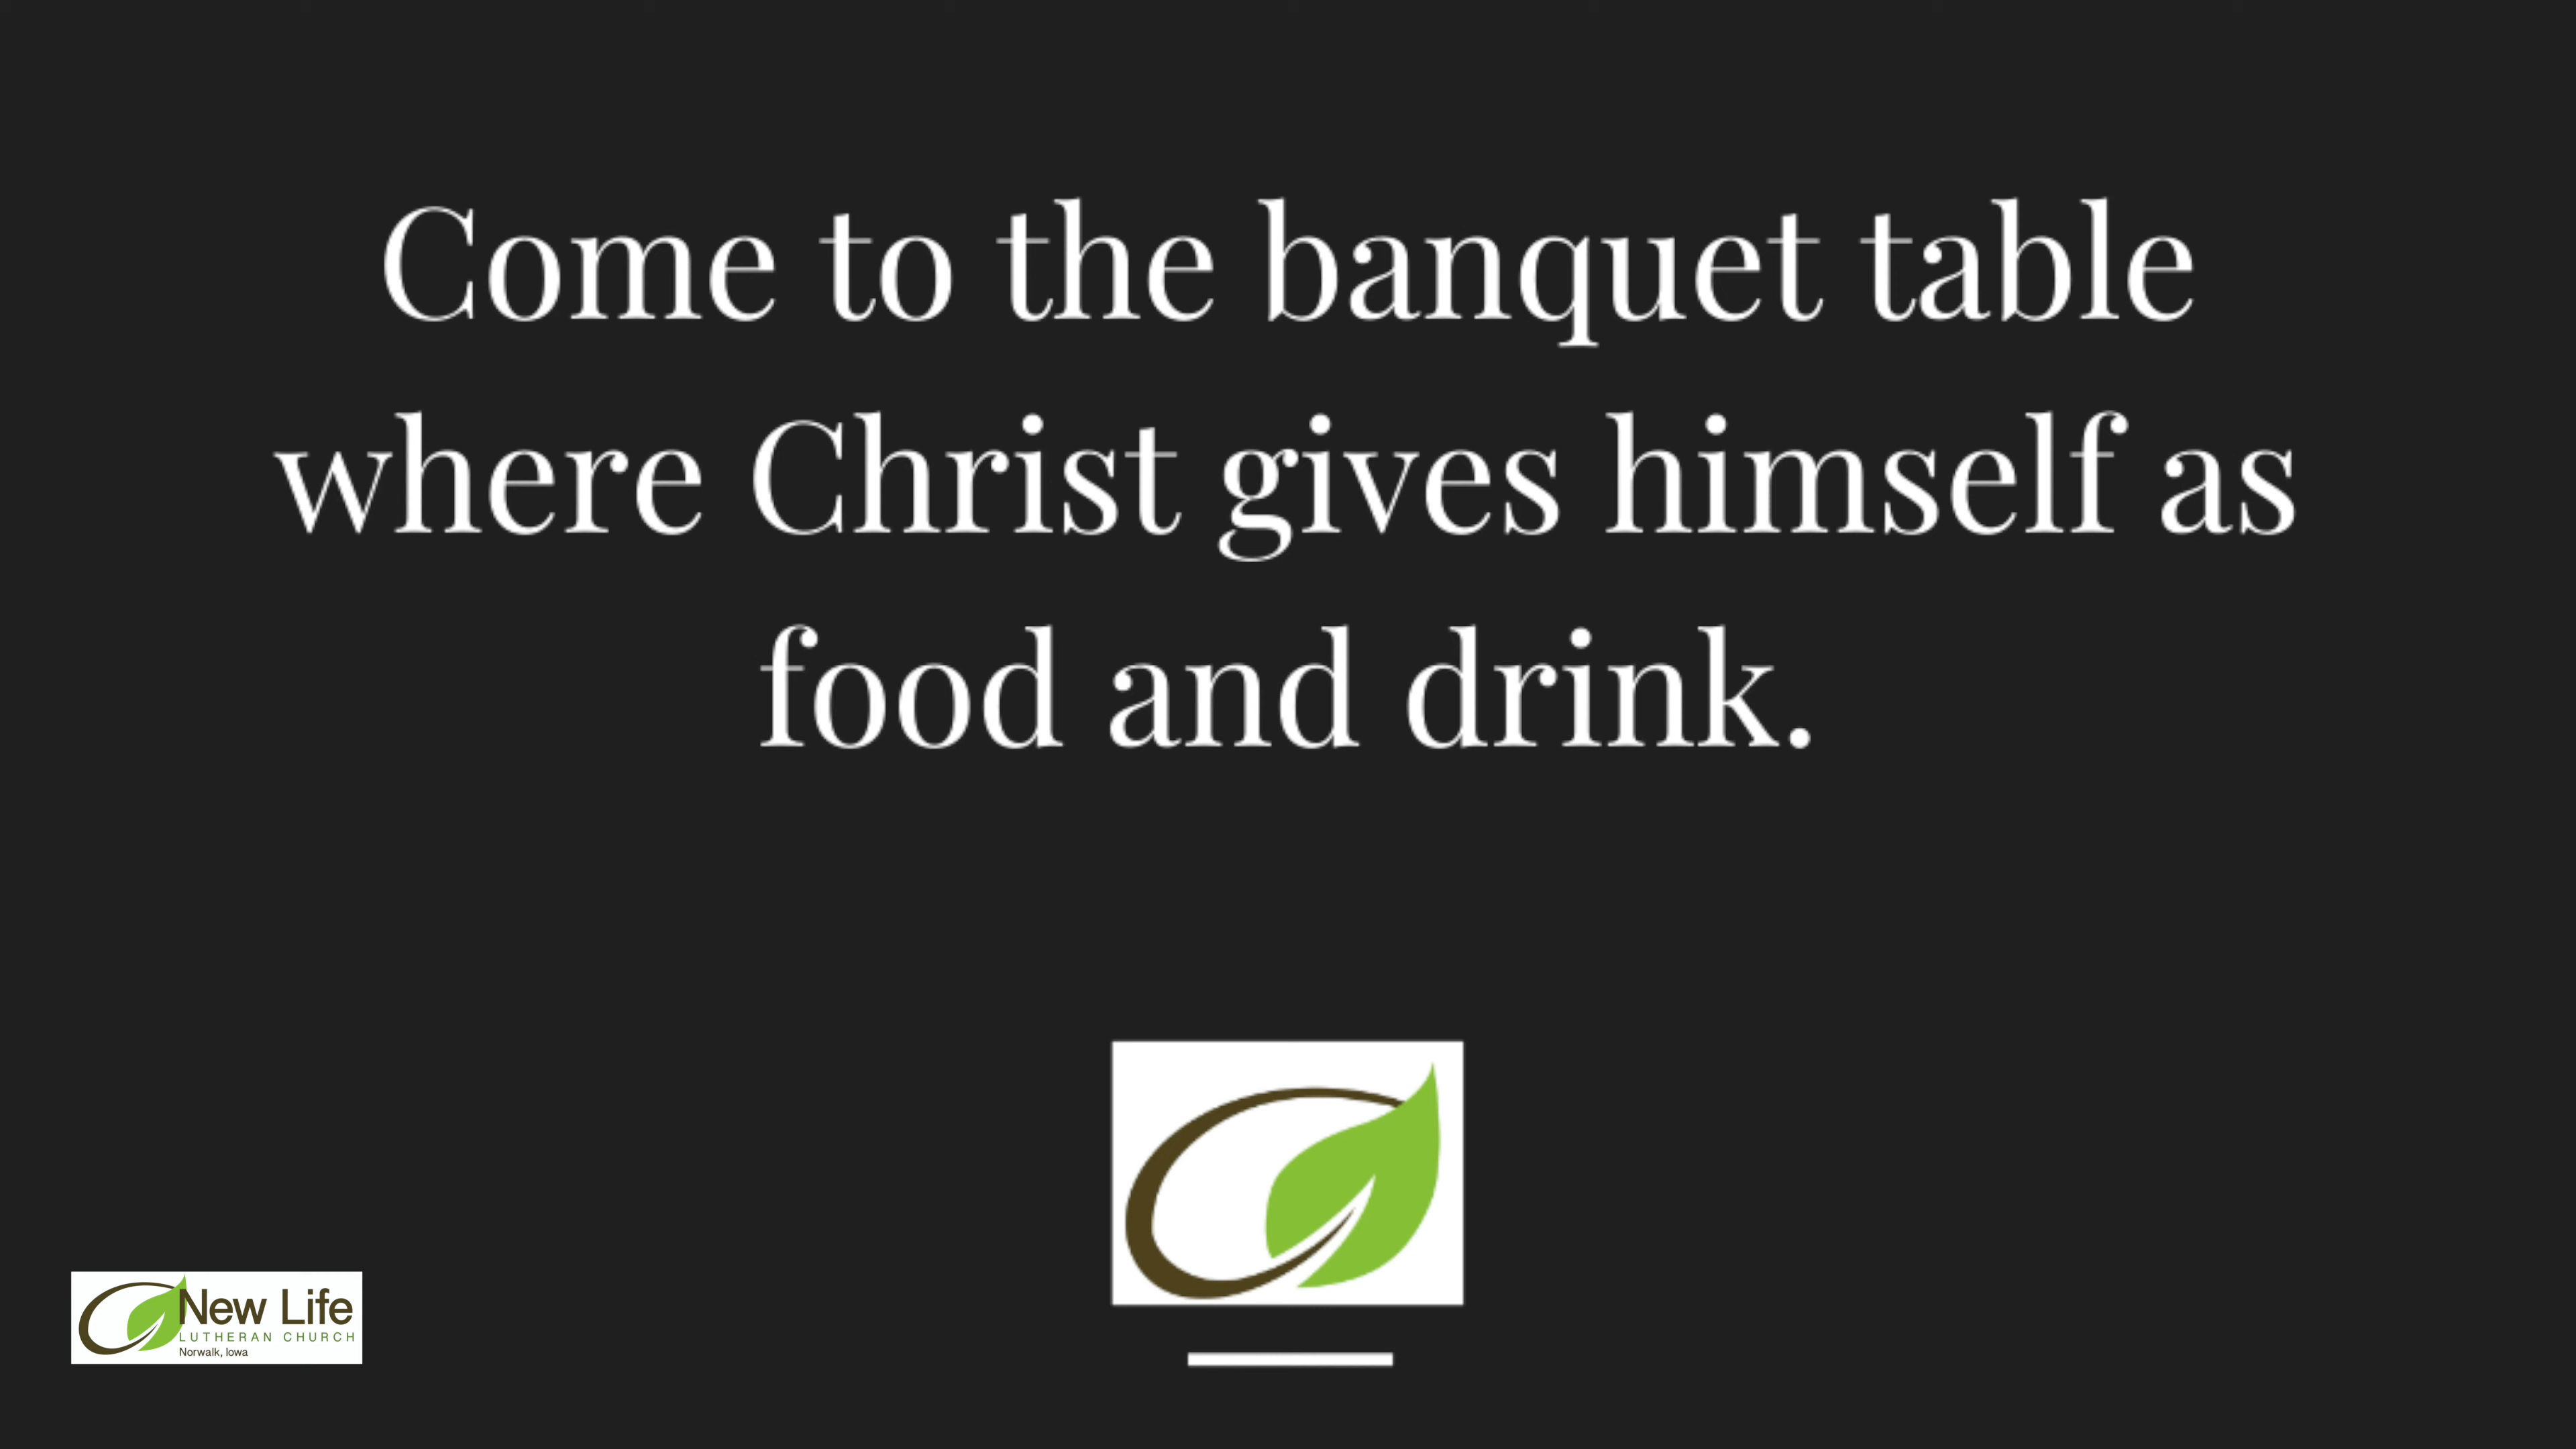 Come to the banquet table
where Christ gives himself as
food and drink.
New Life
LUTHERAN CHURCH
Norwalk, Iowa